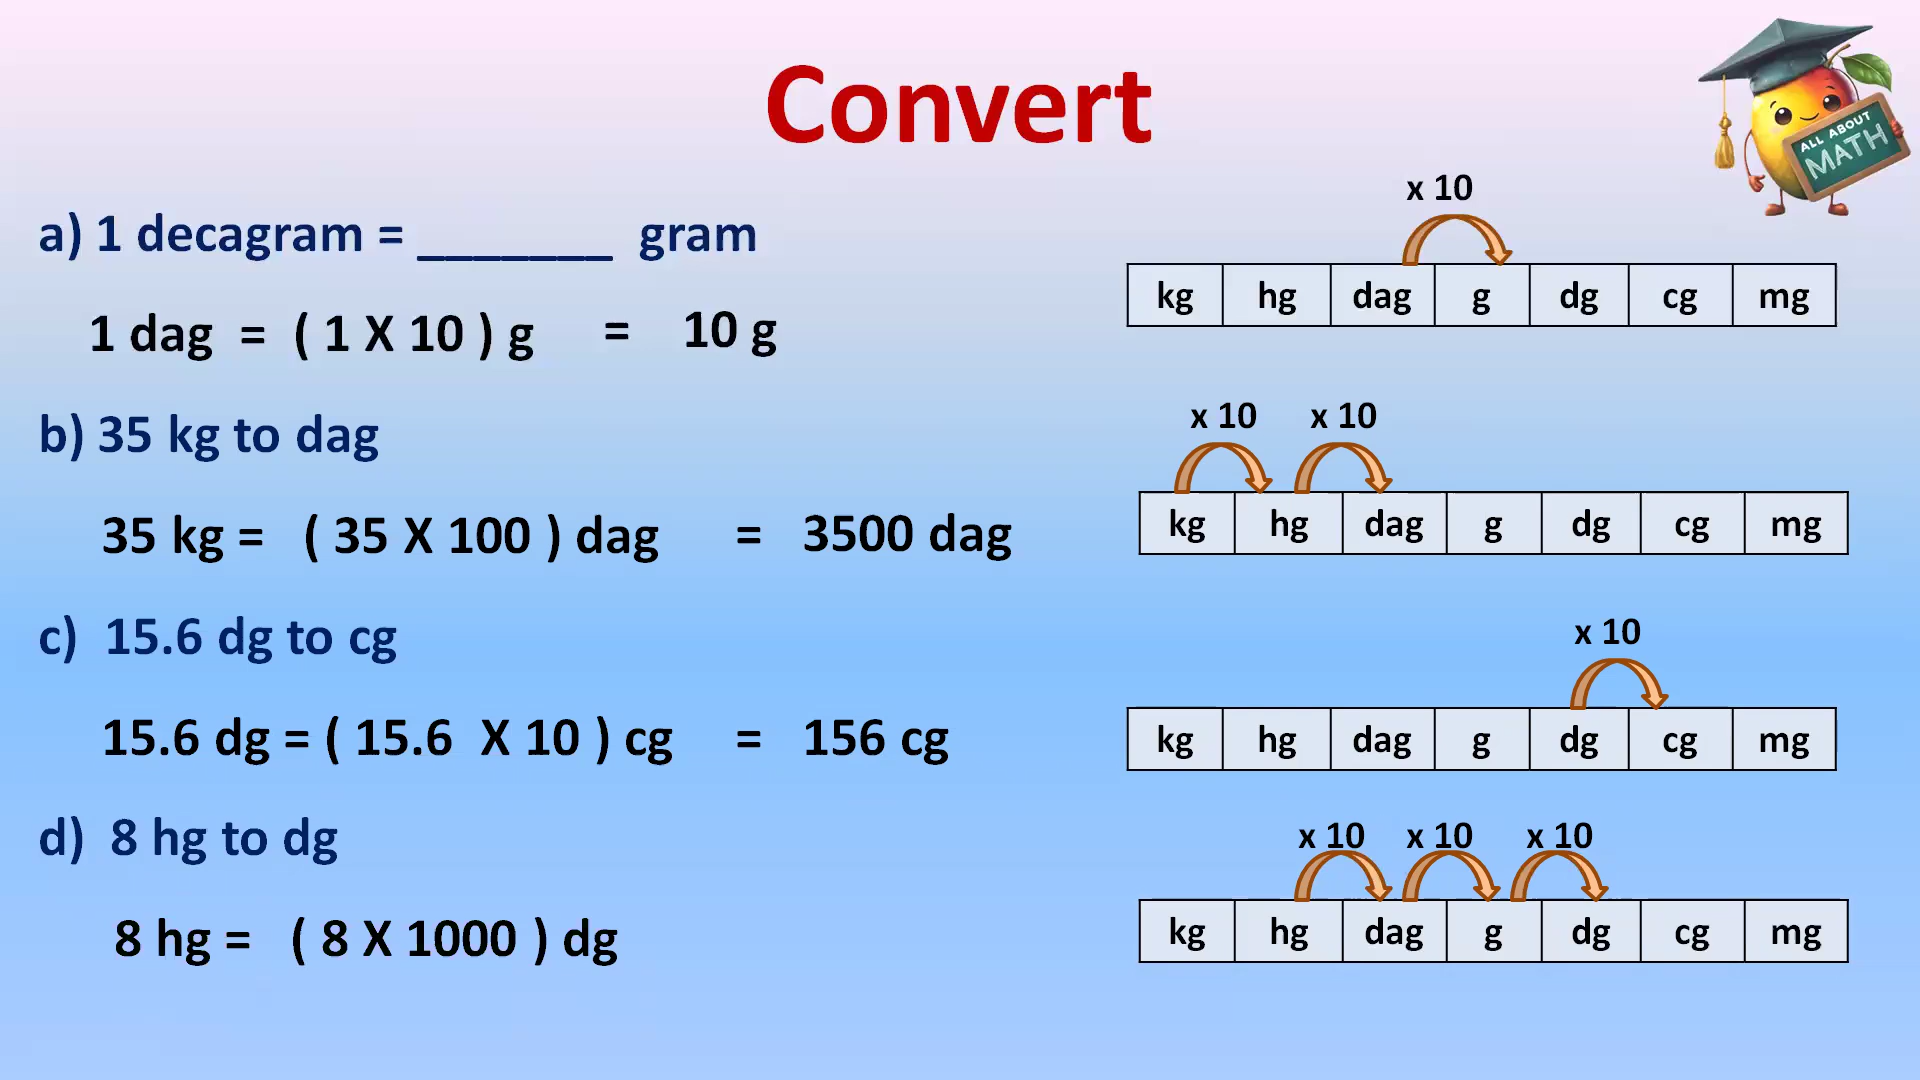 Convert
ALL ABOUT
MATH
a) 1 decagram = _______ gram
x 10
kg hg dag g dg cg mg
1 dag = ( 1 X 10 ) g = 10 g
b) 35 kg to dag
x 10 x 10
kg hg dag g dg cg mg
35 kg = ( 35 X 100 ) dag = 3500 dag
c) 15.6 dg to cg
x 10
kg hg dag g dg cg mg
15.6 dg = ( 15.6 X 10 ) cg = 156 cg
d) 8 hg to dg
x 10 x 10 x 10
kg hg dag g dg cg mg
8 hg = ( 8 X 1000 ) dg